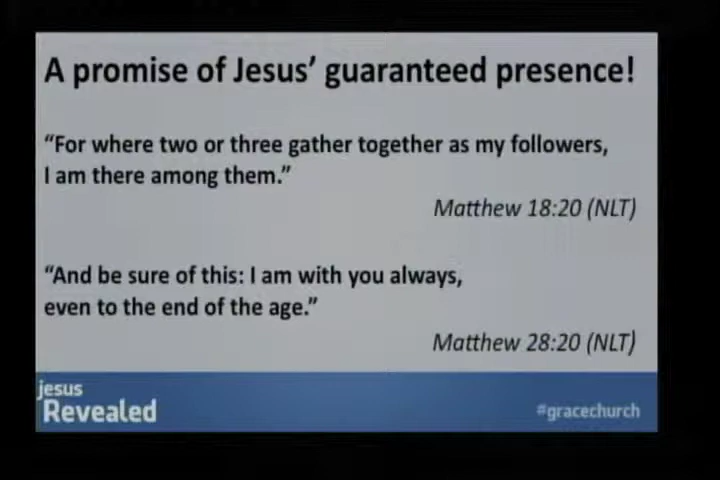 A promise of Jesus’ guaranteed presence!
“For where two or three gather together as my followers,
I am there among them.”
Matthew 18:20 (NLT)
“And be sure of this: I am with you always,
even to the end of the age.”
Matthew 28:20 (NLT)
jesus
Revealed
#gracechurch